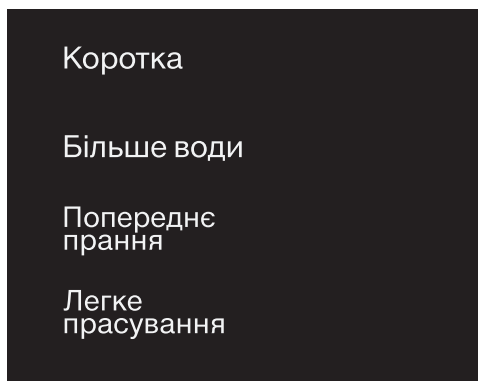 Коротка
Більше води
Попереднє
прання
Легке
прасування